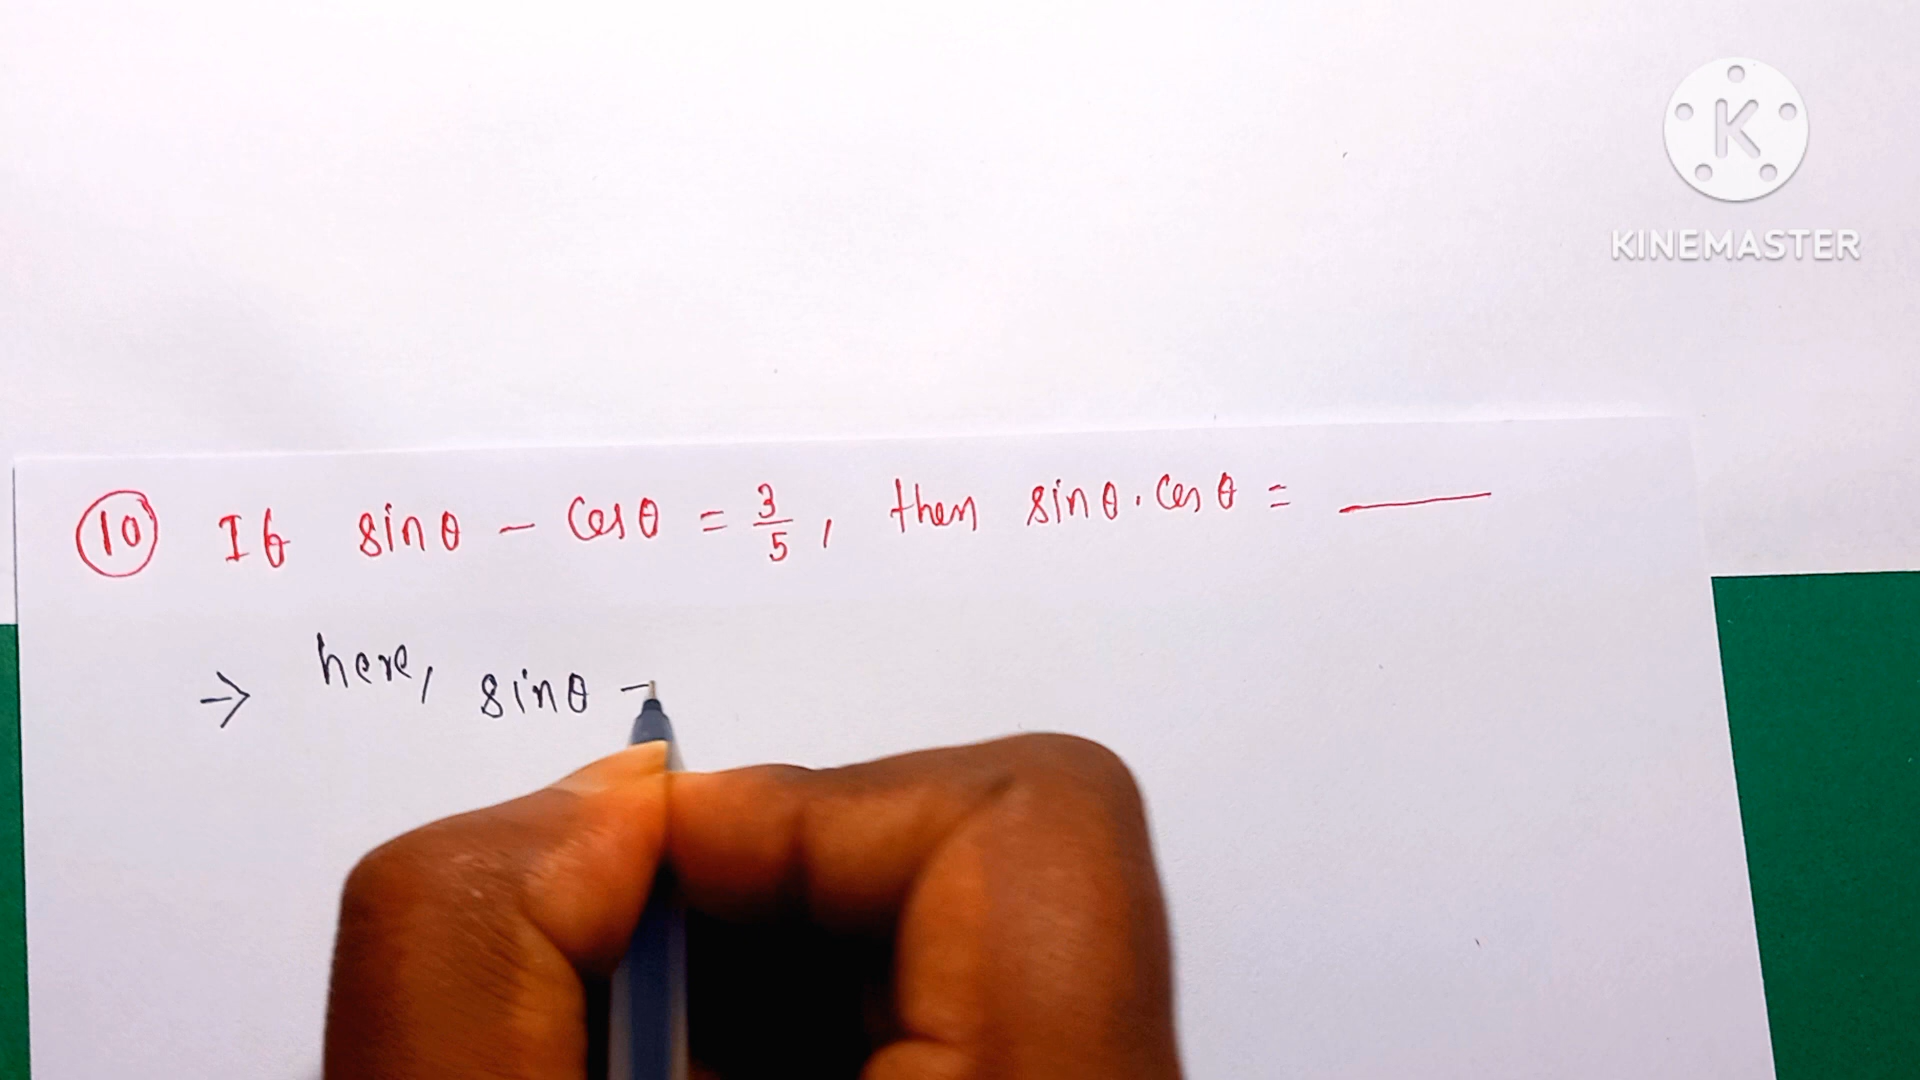 K
KINEMASTER
10 If sinθ - cosθ = 3/5, then sinθ.cosθ = ____
→ here, sinθ -